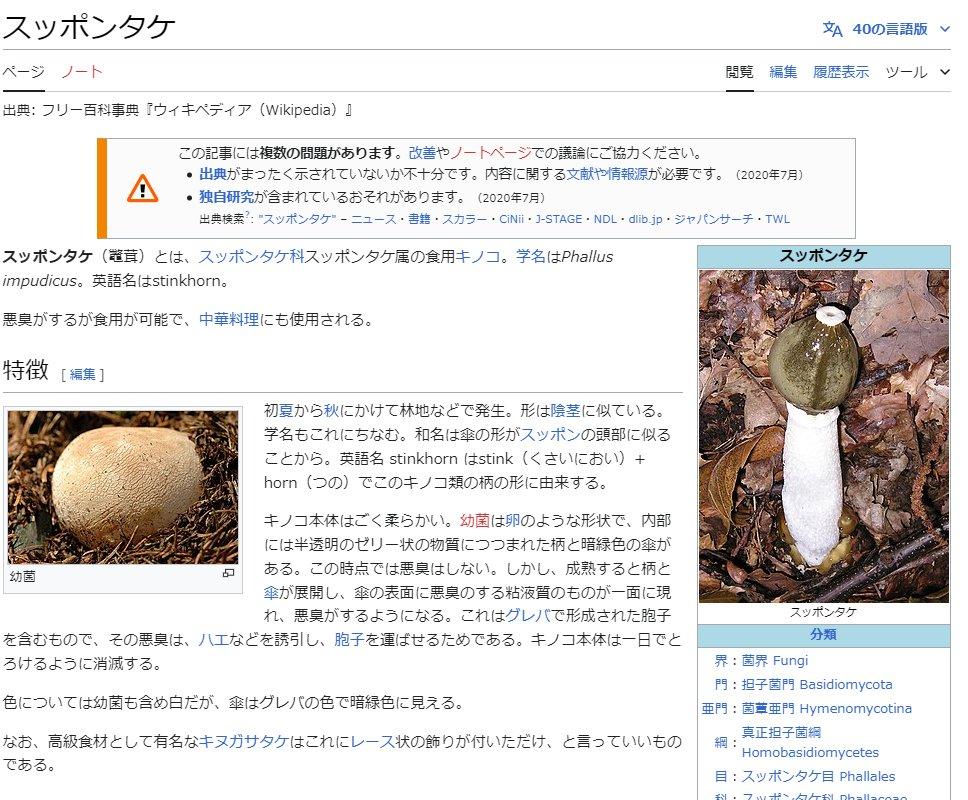 スッポンタケ
40の言語版
ページ ノート 閲覧 編集 履歴表示 ツール
出典: フリー百科事典『ウィキペディア（Wikipedia）』
この記事には複数の問題があります。改善やノートページでの議論にご協力ください。
• 出典がまったく示されていないか不十分です。内容に関する文献や情報源が必要です。（2020年7月）
• 独自研究が含まれているおそれがあります。（2020年7月）
出典検索?: "スッポンタケ" – ニュース・書籍・スカラー・CiNii・J-STAGE・NDL・dlib.jp・ジャパンサーチ・TWL
スッポンタケ（鼈茸）とは、スッポンタケ科スッポンタケ属の食用キノコ。学名はPhallus
impudicus。英語名はstinkhorn。
悪臭がするが食用が可能で、中華料理にも使用される。
特徴 [ 編集 ]
幼菌
初夏から秋にかけて林地などで発生。形は陰茎に似ている。
学名もこれにちなむ。和名は傘の形がスッポンの頭部に似る
ことから。英語名 stinkhorn はstink（くさいにおい）+
horn（つの）でこのキノコ類の柄の形に由来する。
キノコ本体はごく柔らかい。幼菌は卵のような形状で、内部
には半透明のゼリー状の物質につつまれた柄と暗緑色の傘が
ある。この時点では悪臭はしない。しかし、成熟すると柄と
傘が展開し、傘の表面に悪臭のする粘液質のものが一面に現
れ、悪臭がするようになる。これはグレバで形成された胞子
を含むもので、その悪臭は、ハエなどを誘引し、胞子を運ばせるためである。キノコ本体は一日でと
ろけるように消滅する。
色については幼菌も含め白だが、傘はグレバの色で暗緑色に見える。
なお、高級食材として有名なキヌガサタケはこれにレース状の飾りが付いただけ、と言っていいもの
である。
スッポンタケ
スッポンタケ
分類
界：菌界 Fungi
門：担子菌門 Basidiomycota
亜門：菌蕈亜門 Hymenomycotina
綱：真正担子菌綱
Homobasidiomycetes
目：スッポンタケ目 Phallales
科：スッポンタケ科 Phallaceae